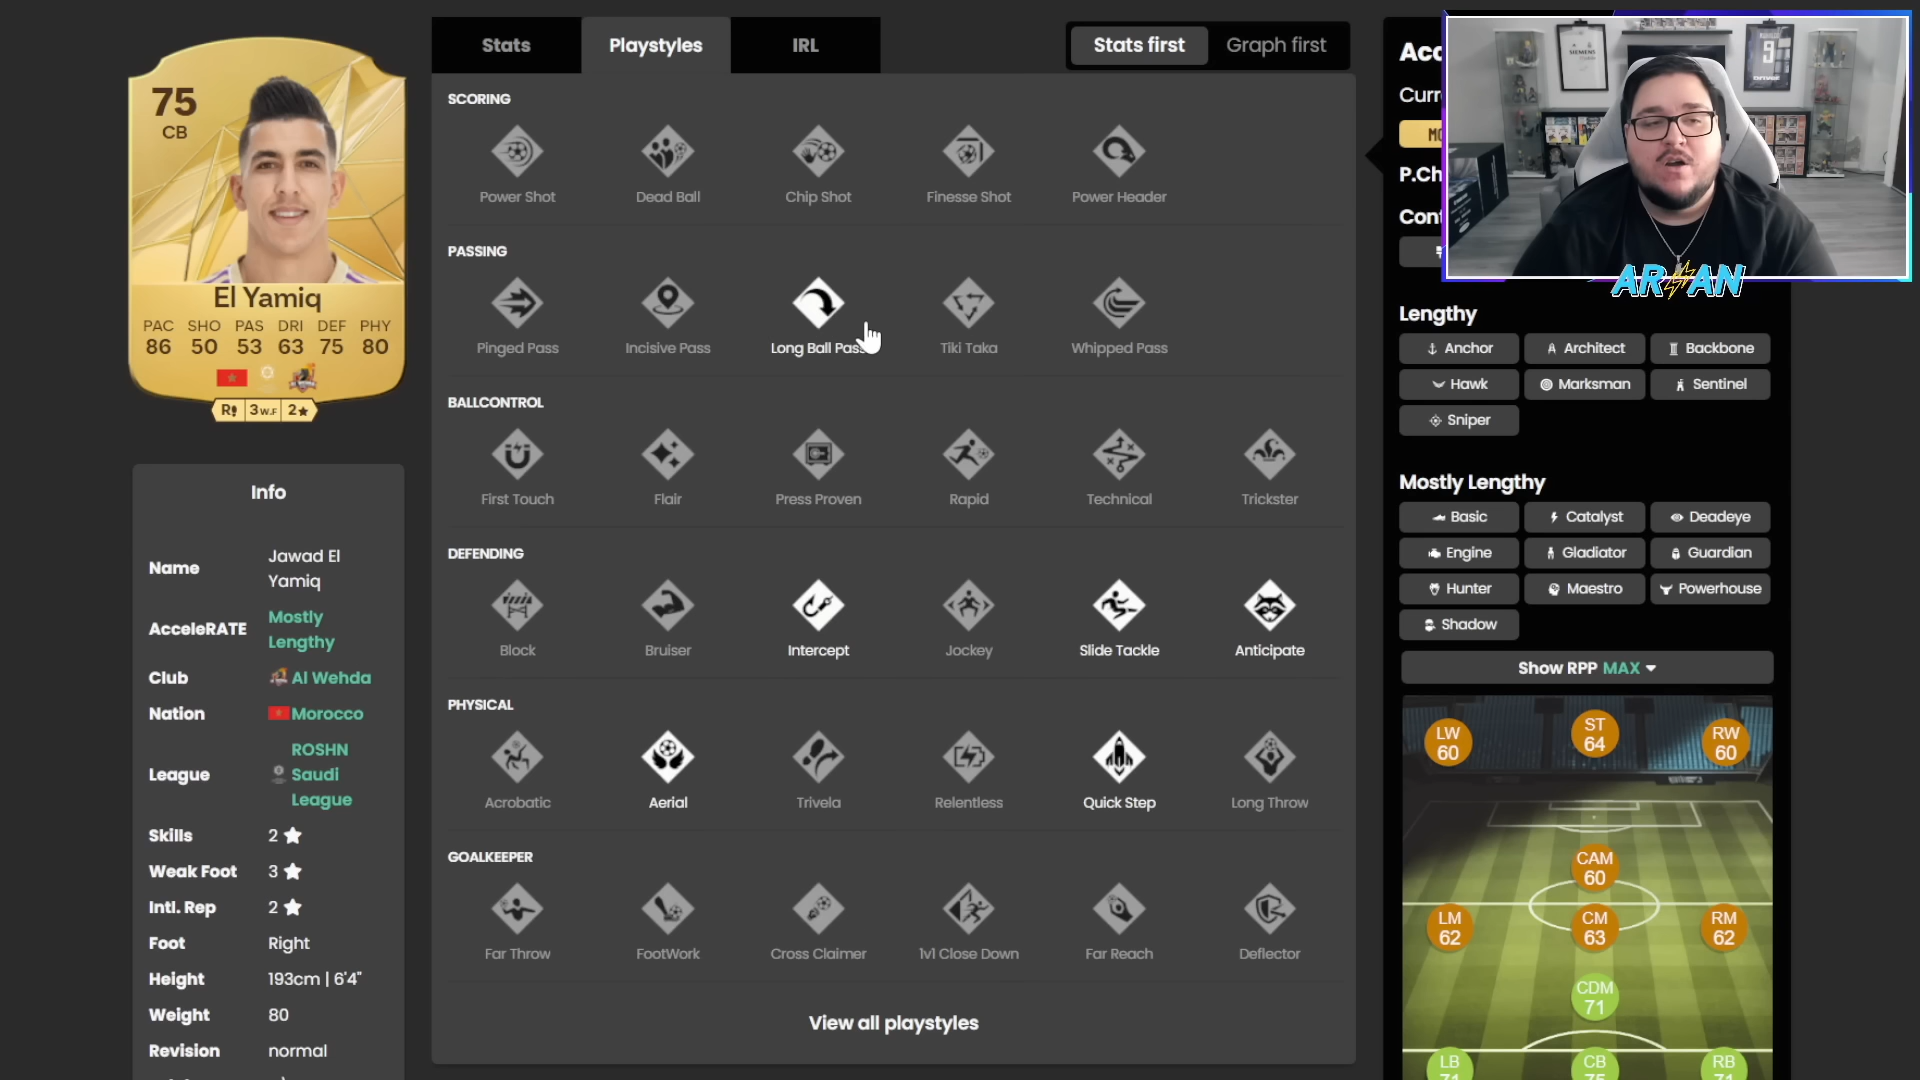 75
CB
El Yamiq
PAC SHO PAS DRI DEF PHY
86 50 53 63 75 80
R 3 W.F 2
Info
Name Jawad El Yamiq
AcceleRATE Mostly Lengthy
Club Al Wehda
Nation Morocco
League ROSHN Saudi League
Skills 2
Weak Foot 3
Intl. Rep 2
Foot Right
Height 193cm | 6'4"
Weight 80
Revision normal
Stats Playstyles IRL
Stats first Graph first
SCORING
Power Shot Dead Ball Chip Shot Finesse Shot Power Header
PASSING
Pinged Pass Incisive Pass Long Ball Pass Tiki Taka Whipped Pass
BALLCONTROL
First Touch Flair Press Proven Rapid Technical Trickster
DEFENDING
Block Bruiser Intercept Jockey Slide Tackle Anticipate
PHYSICAL
Acrobatic Aerial Trivela Relentless Quick Step Long Throw
GOALKEEPER
Far Throw FootWork Cross Claimer 1v1 Close Down Far Reach Deflector
View all playstyles
Acc
Curr
P.Ch
Cont
ARAN
Lengthy
Anchor Architect Backbone
Hawk Marksman Sentinel
Sniper
Mostly Lengthy
Basic Catalyst Deadeye
Engine Gladiator Guardian
Hunter Maestro Powerhouse
Shadow
Show RPP MAX
LW 60
ST 64
RW 60
CAM 60
LM 62
CM 63
RM 62
CDM 71
LB 71
CB 75
RB 71